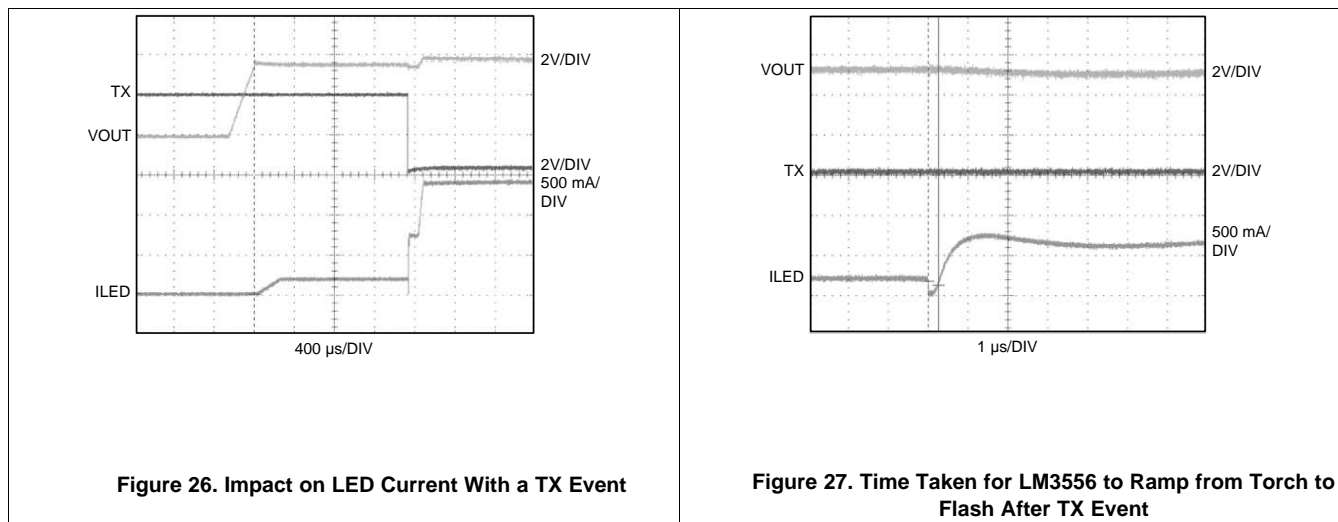 2V/DIV
TX
VOUT
2V/DIV
500 mA/
DIV
ILED
400 µs/DIV
Figure 26. Impact on LED Current With a TX Event
VOUT
2V/DIV
TX
2V/DIV
500 mA/
DIV
ILED
1 µs/DIV
Figure 27. Time Taken for LM3556 to Ramp from Torch to
Flash After TX Event